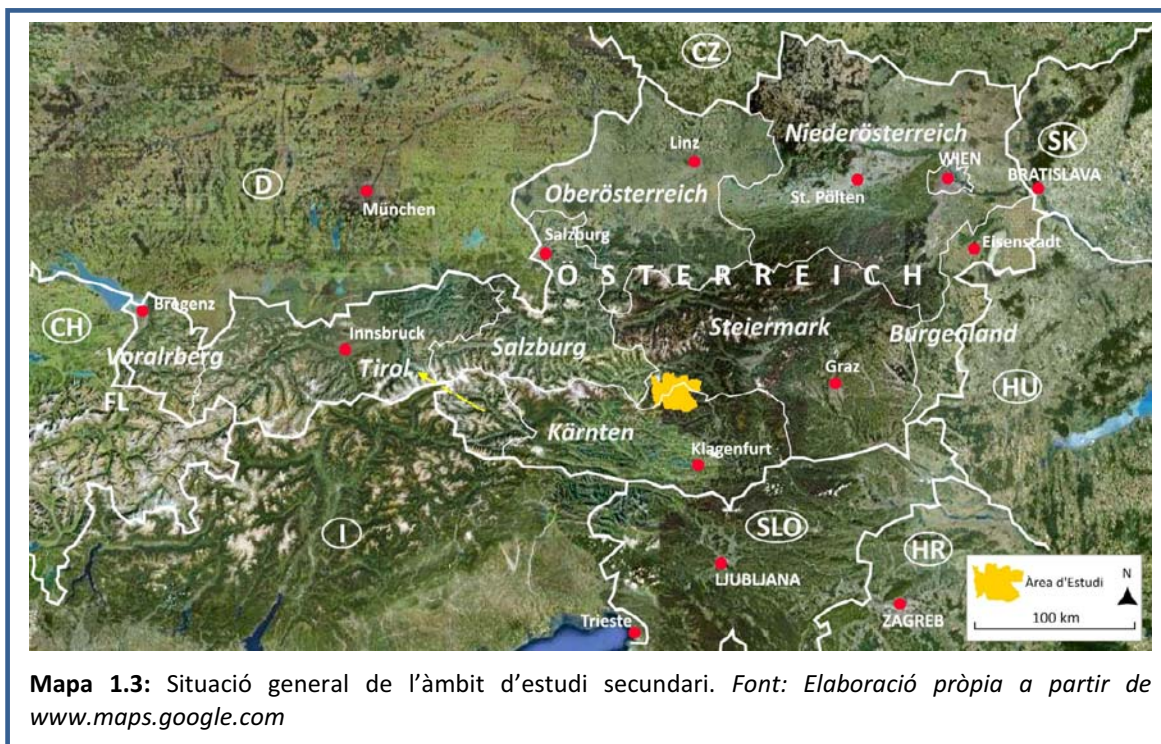 CZ
Niederösterreich
Linz
WIEN
SK
BRATISLAVA
D
München
Oberösterreich
St. Pölten
Salzburg
Eisenstadt
ÖSTERREICH
Bregenz
CH
Innsbruck
Voralrberg
Tirol
Salzburg
Steiermark
Burgenland
Graz
FL
HU
Kärnten
Klagenfurt
I
SLO
HR
LJUBLJANA
Trieste
ZAGREB
Àrea d'Estudi
N
100 km
Mapa 1.3: Situació general de l’àmbit d’estudi secundari. Font: Elaboració pròpia a partir de
www.maps.google.com